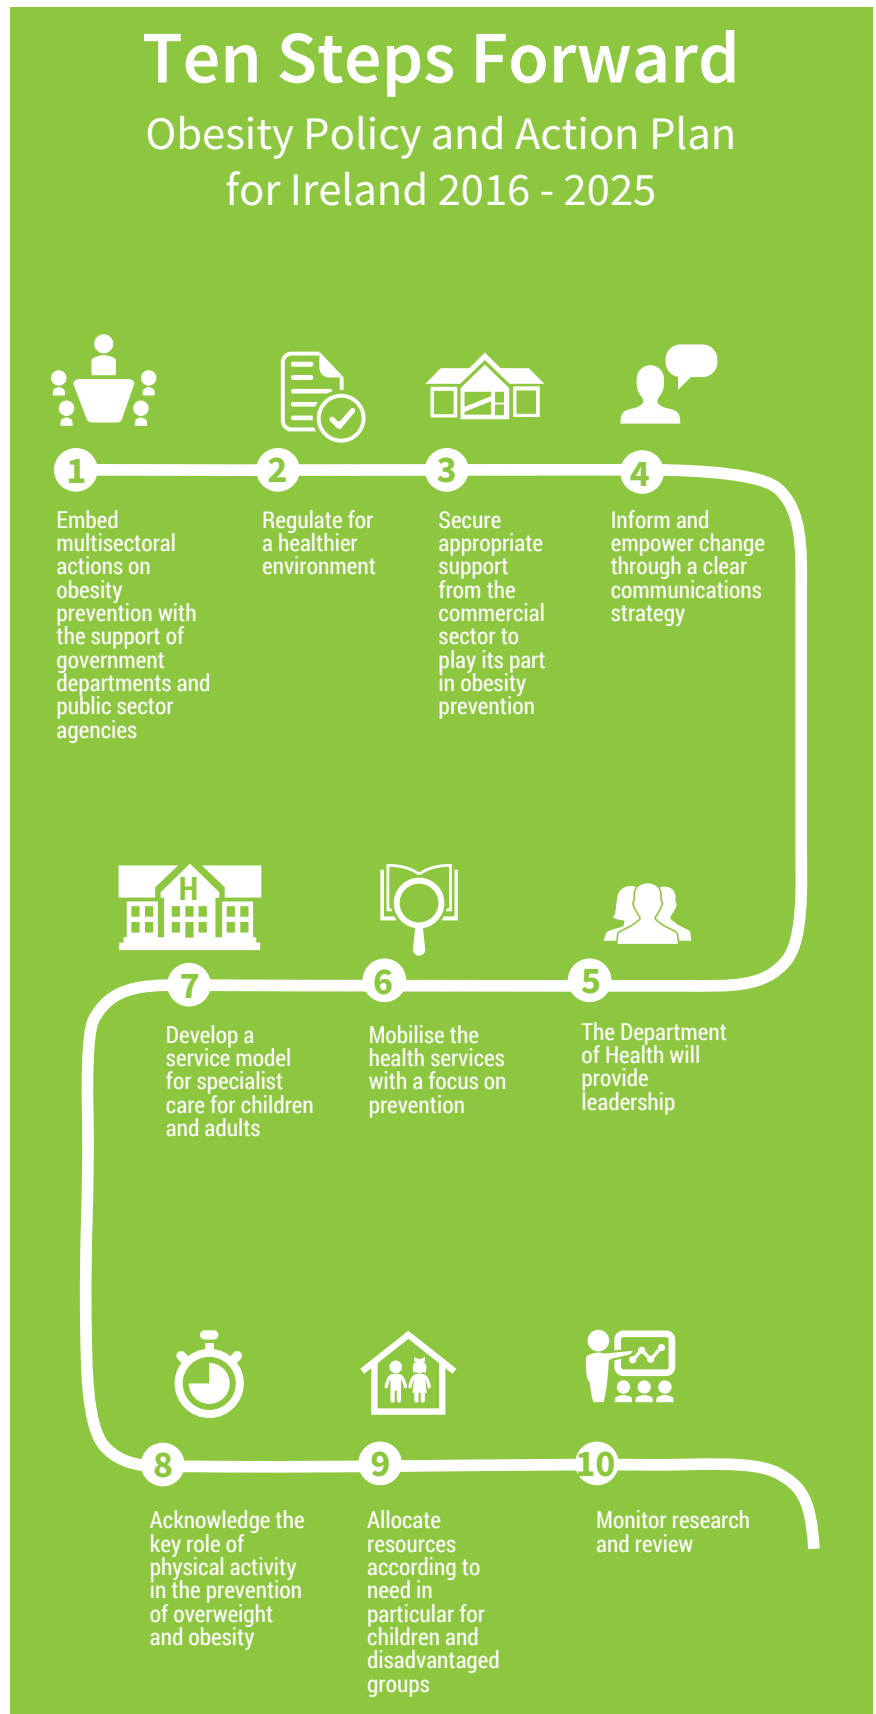 Ten Steps Forward
Obesity Policy and Action Plan
for Ireland 2016 - 2025
1
Embed
multisectoral
actions on
obesity
prevention with
the support of
government
departments and
public sector
agencies
2
Regulate for
a healthier
environment
3
Secure
appropriate
support
from the
commercial
sector to
play its part
in obesity
prevention
4
Inform and
empower change
through a clear
communications
strategy
5
The Department
of Health will
provide
leadership
6
Mobilise the
health services
with a focus on
prevention
H
7
Develop a
service model
for specialist
care for children
and adults
8
Acknowledge the
key role of
physical activity
in the prevention
of overweight
and obesity
9
Allocate
resources
according to
need in
particular for
children and
disadvantaged
groups
10
Monitor research
and review